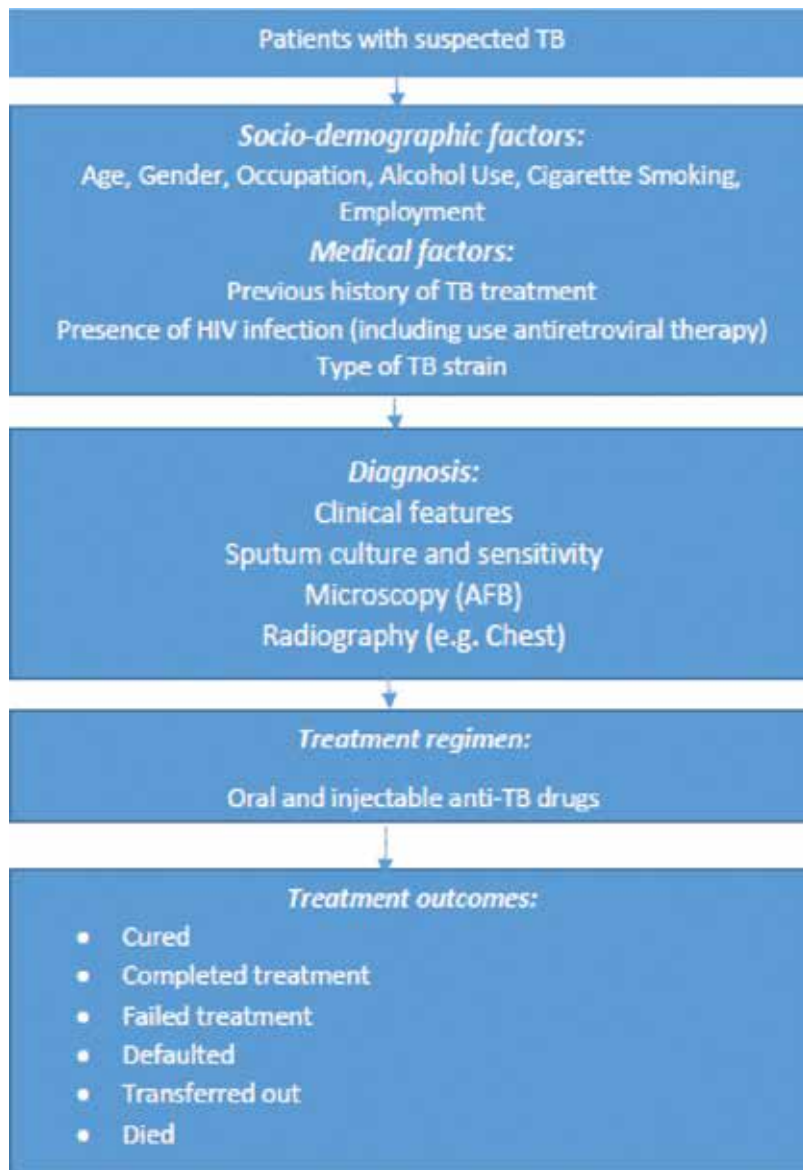 Patients with suspected TB
Socio-demographic factors:
Age, Gender, Occupation, Alcohol Use, Cigarette Smoking,
Employment
Medical factors:
Previous history of TB treatment
Presence of HIV infection (including use antiretroviral therapy)
Type of TB strain
Diagnosis:
Clinical features
Sputum culture and sensitivity
Microscopy (AFB)
Radiography (e.g. Chest)
Treatment regimen:
Oral and injectable anti-TB drugs
Treatment outcomes:
• Cured
• Completed treatment
• Failed treatment
• Defaulted
• Transferred out
• Died